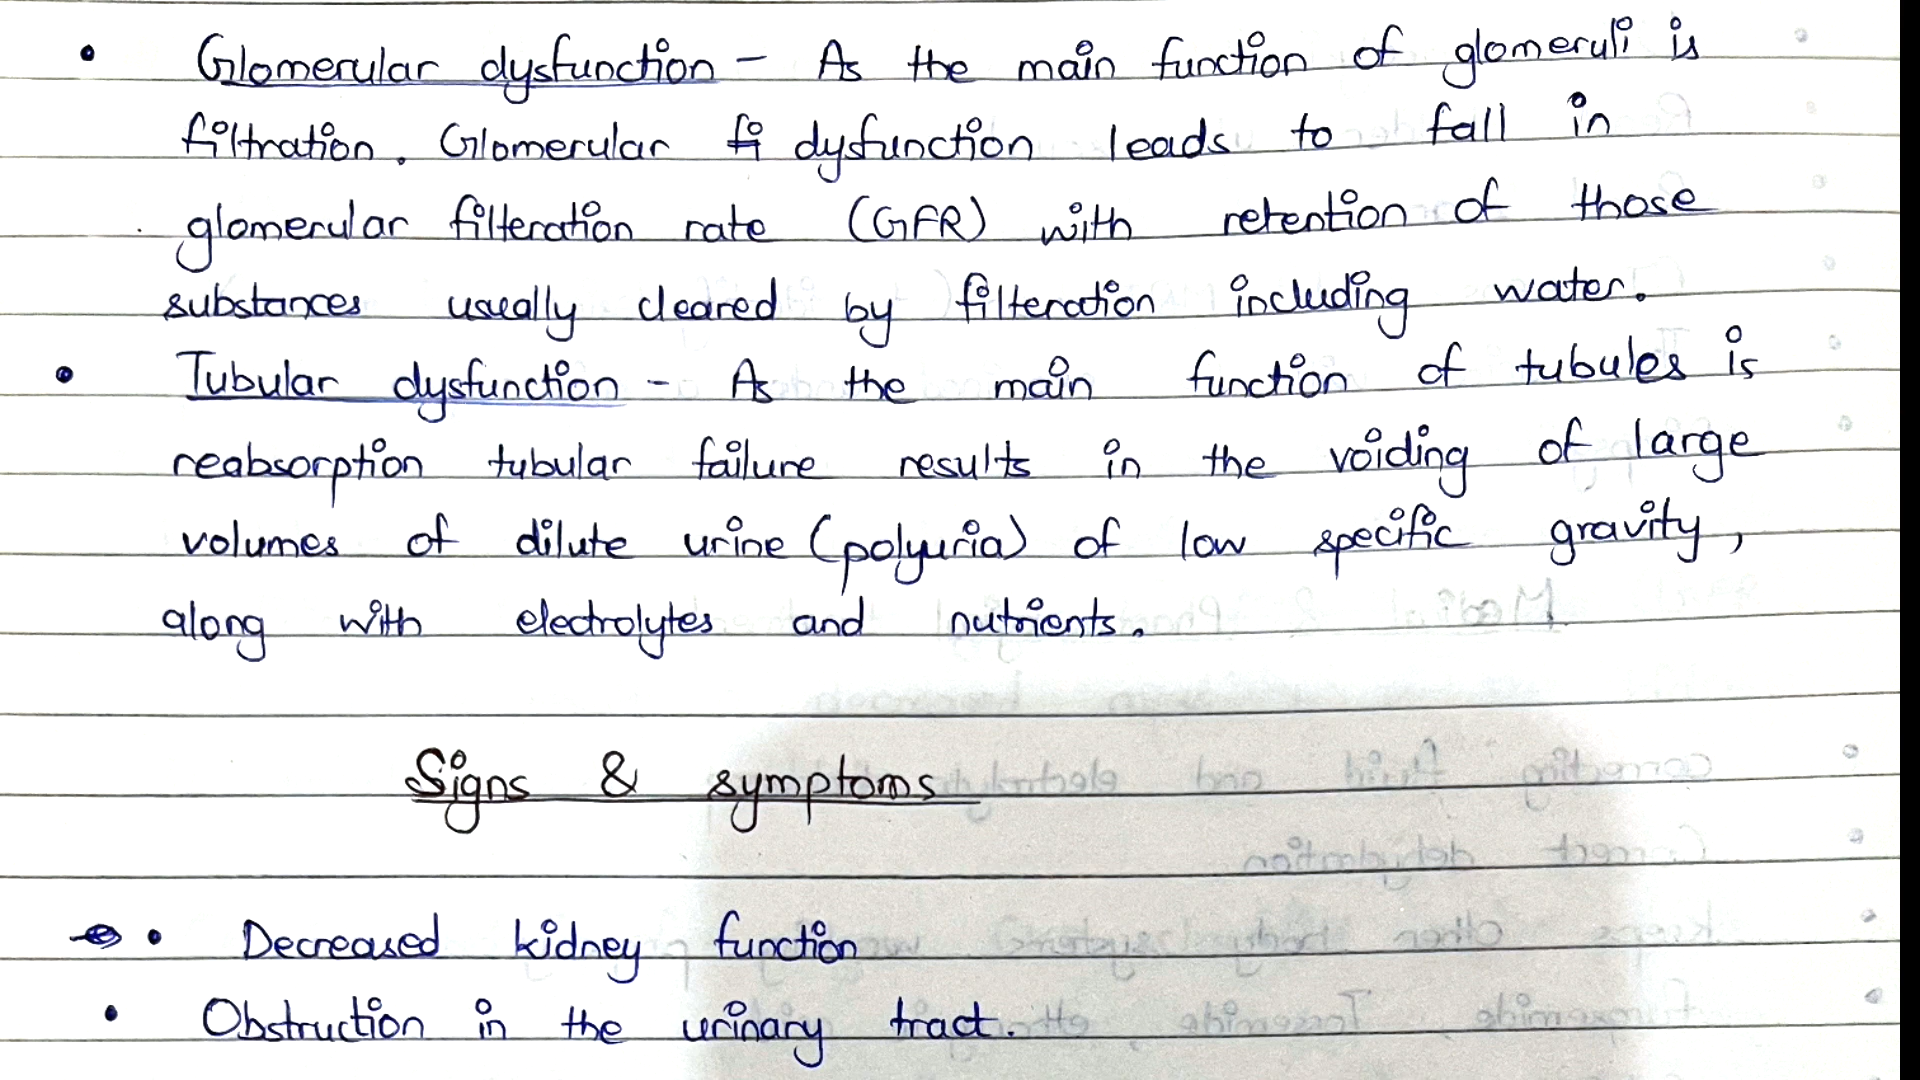 • Glomerular dysfunction - As the main function of glomeruli is
filtration. Glomerular dysfunction leads to fall in
glomerular filteration rate (GFR) with retention of those
substances usually cleared by filteration including water.
• Tubular dysfunction - As the main function of tubules is
reabsorption tubular failure results in the voiding of large
volumes of dilute urine (polyuria) of low specific gravity,
along with electrolytes and nutrients.
Signs & symptoms
• Decreased kidney function
• Obstruction in the urinary tract.